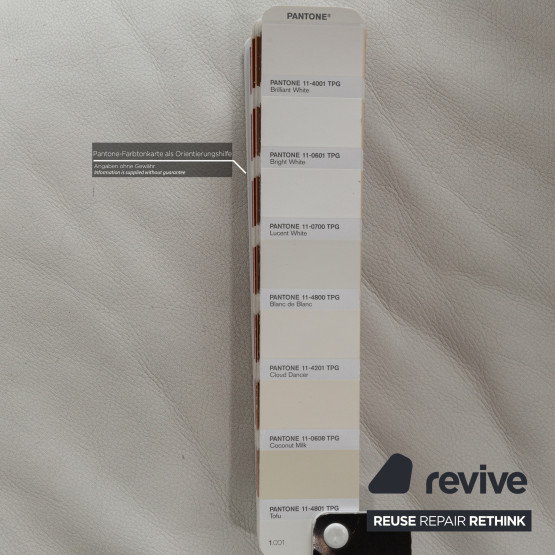 PANTONE®
PANTONE 11-4001 TPG
Brilliant White
PANTONE 11-0601 TPG
Bright White
Pantone-Farbtonkarte als Orientierungshilfe
Angaben ohne Gewähr
Information is supplied without guarantee
PANTONE 11-0700 TPG
Lucent White
PANTONE 11-4800 TPG
Blanc de Blanc
PANTONE 11-4201 TPG
Cloud Dancer
PANTONE 11-0608 TPG
Coconut Milk
PANTONE 11-4801 TPG
Tofu
1.001
revive
REUSE REPAIR RETHINK